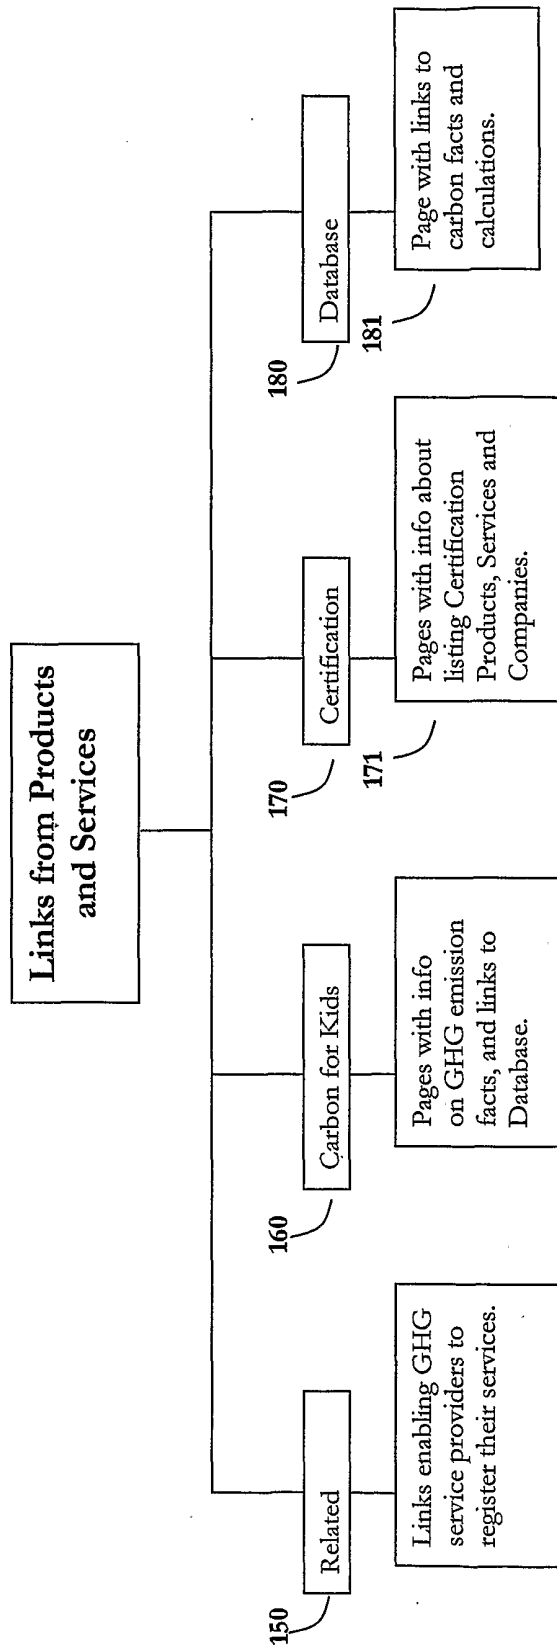 Links from Products
and Services
150
Related
Links enabling GHG
service providers to
register their services.
160
Carbon for Kids
Pages with info
on GHG emission
facts, and links to
Database.
170
Certification
171
Pages with info about
listing Certification
Products, Services and
Companies.
180
Database
181
Page with links to
carbon facts and
calculations.